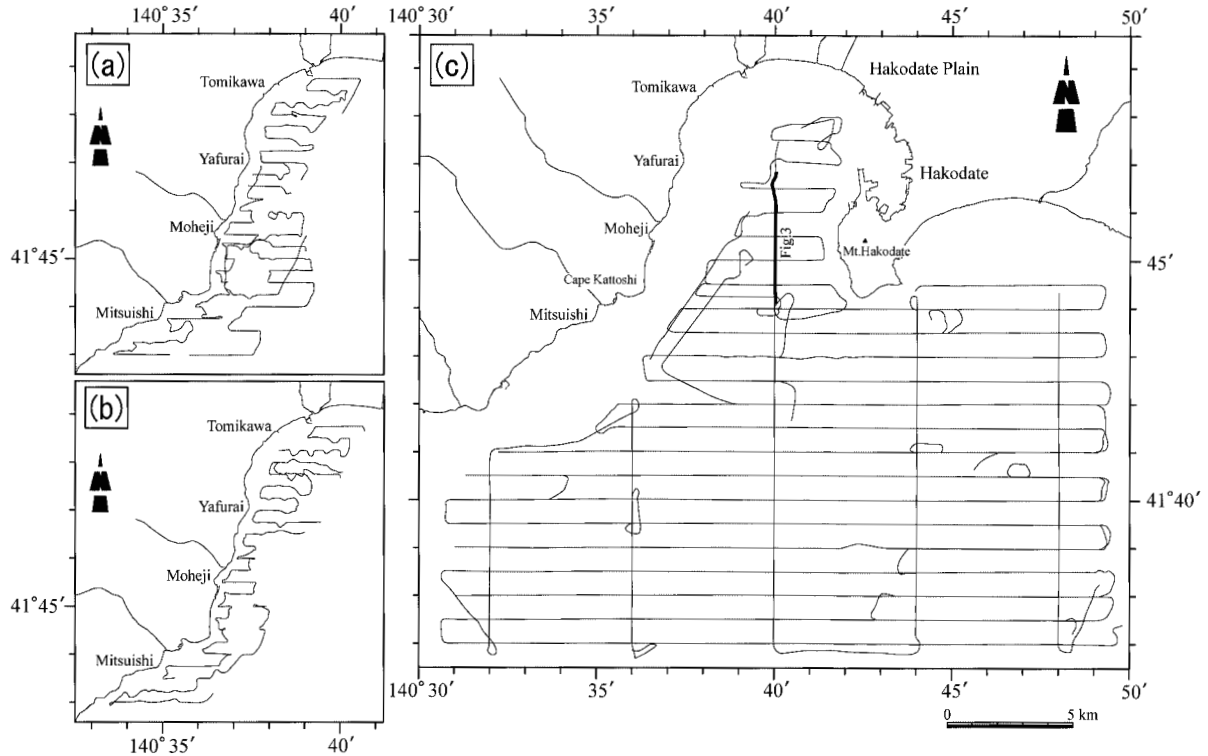 140°35′ 40′
(a)
Tomikawa
Yafurai
Moheji
41°45′
Mitsuishi
(b)
Tomikawa
Yafurai
Moheji
41°45′
Mitsuishi
140°35′ 40′
140°30′ 35′ 40′ 45′ 50′
(c)
Hakodate Plain
Tomikawa
Yafurai
Hakodate
Moheji
Fig.3
Mt.Hakodate
45′
Cape Kattoshi
Mitsuishi
41°40′
140°30′ 35′ 40′ 45′ 50′
0 5 km